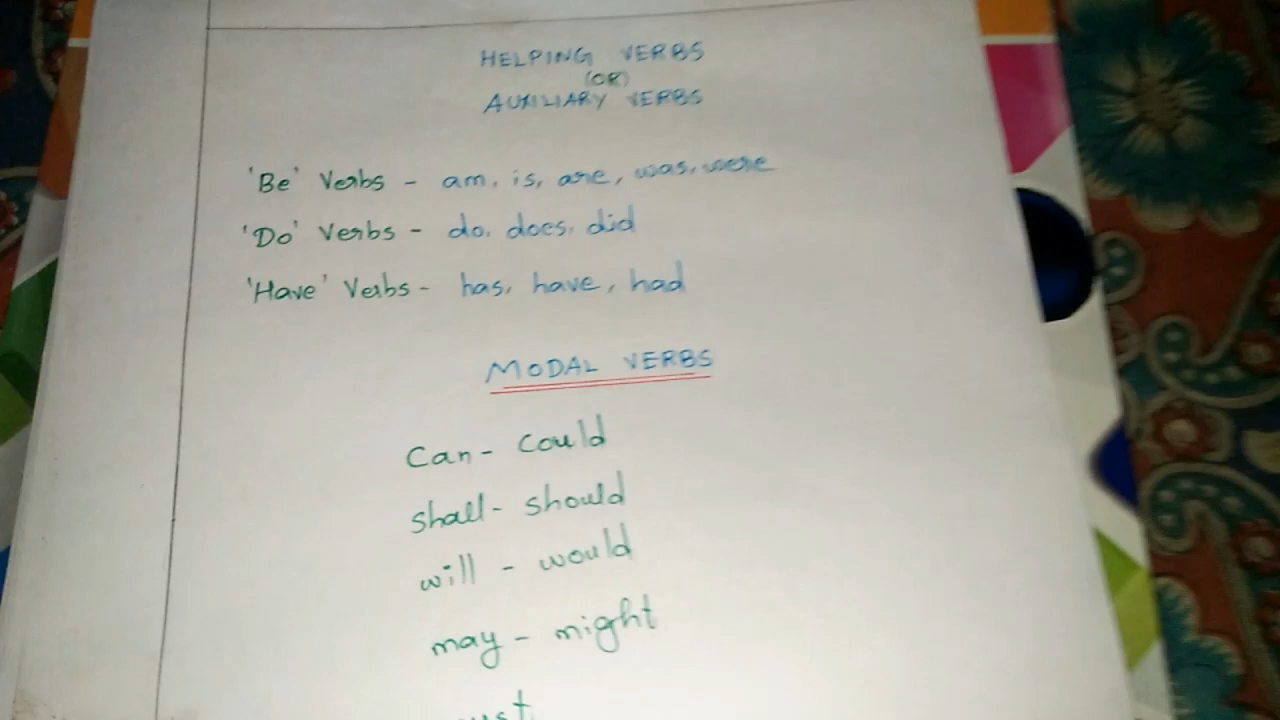 HELPING VERBS
(OR)
AUXILIARY VERBS
'Be' Verbs - am, is, are, was, were
'Do' Verbs - do, does, did
'Have' Verbs - has, have, had
MODAL VERBS
Can - Could
shall - should
will - would
may - might